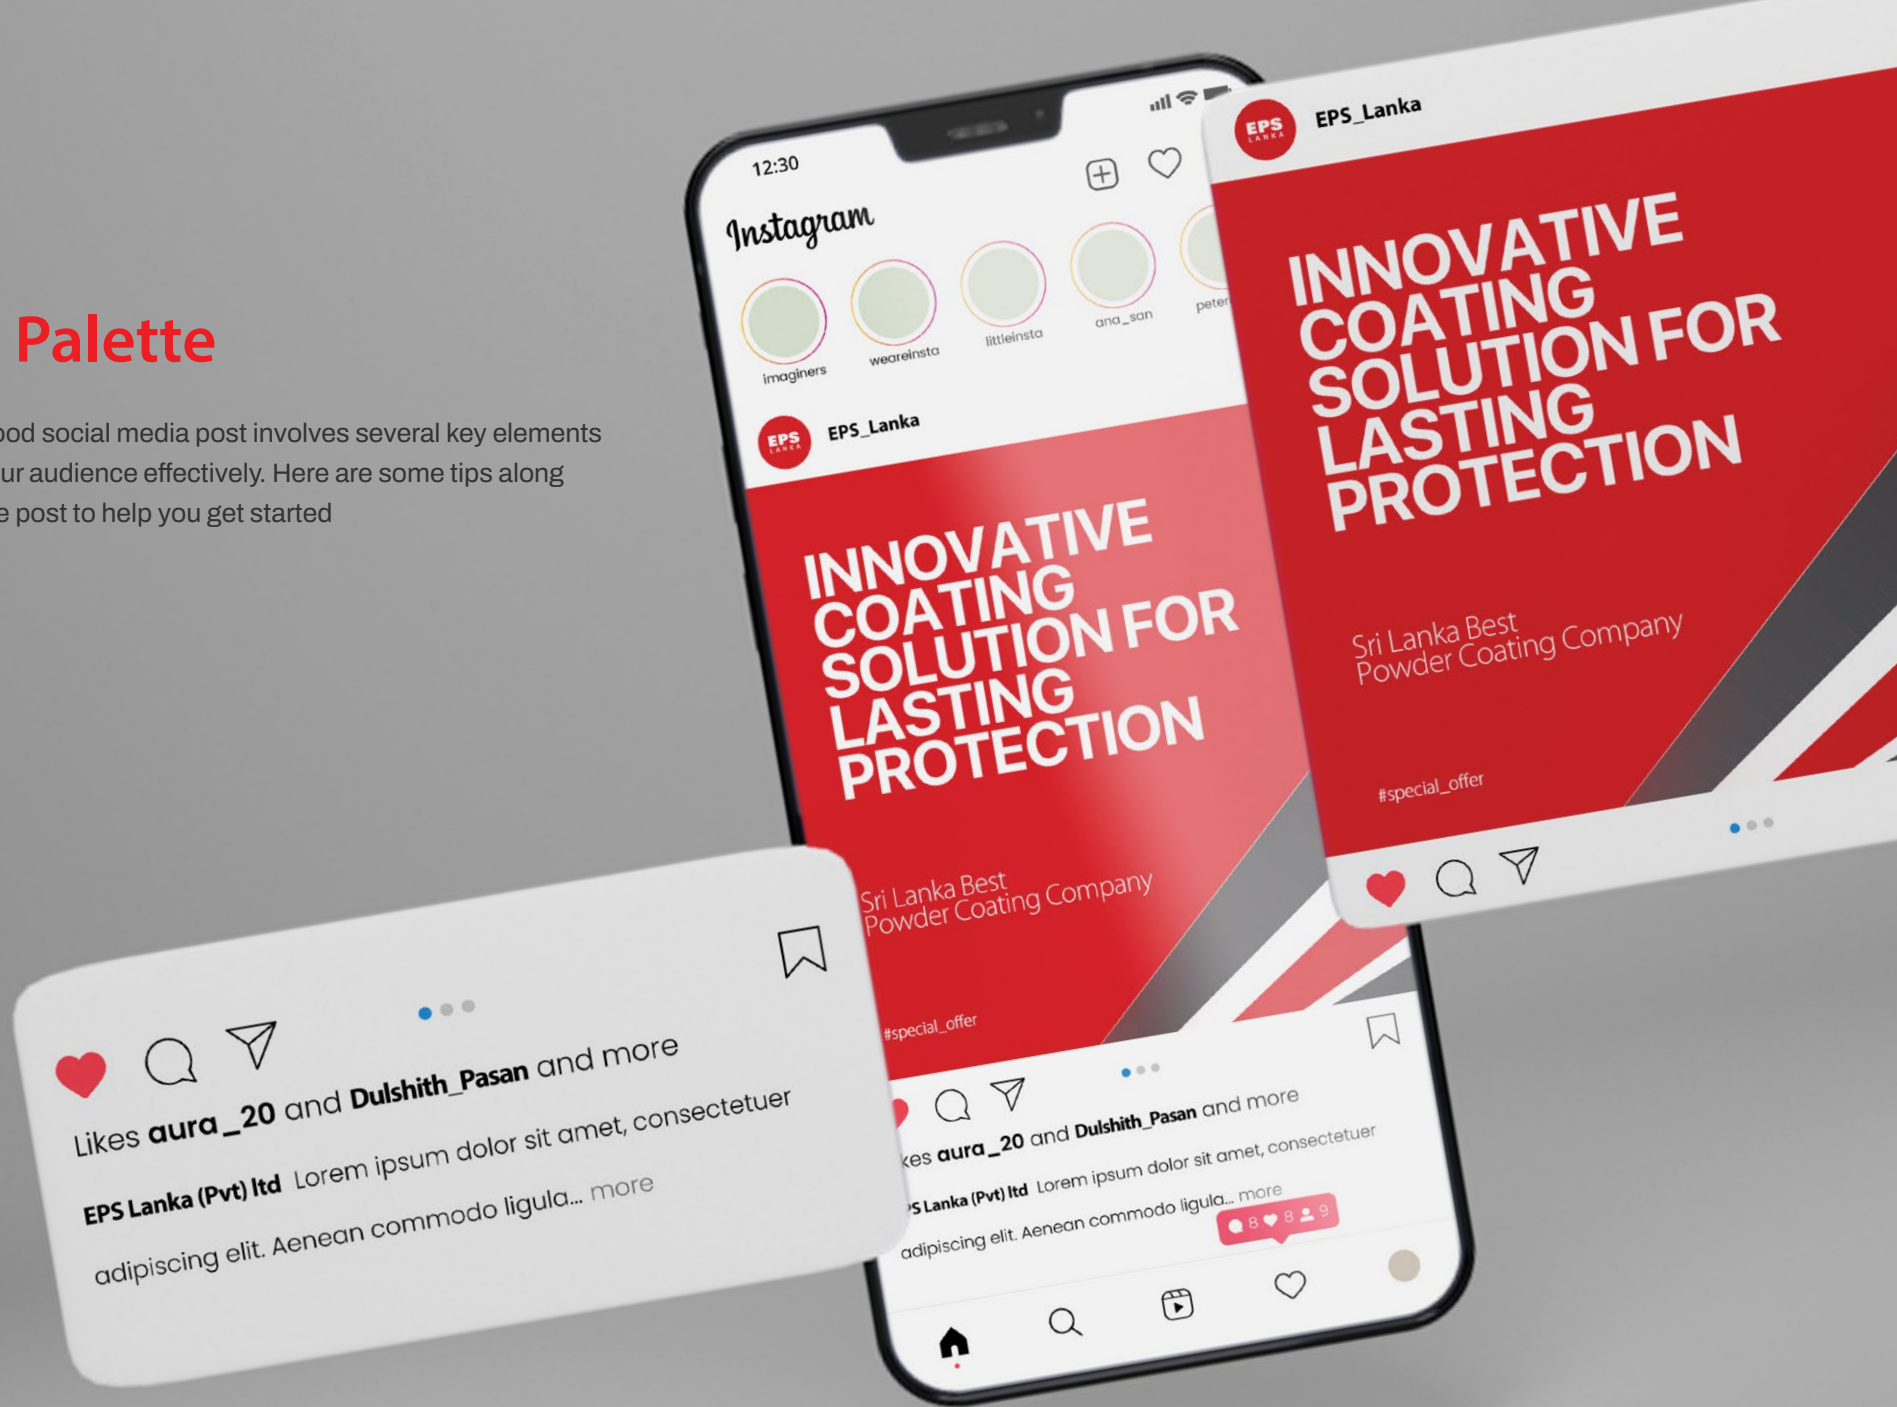 Palette
ood social media post involves several key elements
ur audience effectively. Here are some tips along
e post to help you get started
12:30
Instagram
imaginers
weareinsta
littleinsta
ana_san
peter
EPS
LANKA
EPS_Lanka
INNOVATIVE
COATING
SOLUTION FOR
LASTING
PROTECTION
Sri Lanka Best
Powder Coating Company
#special_offer
kes aura_20 and Dulshith_Pasan and more
PS Lanka (Pvt) ltd Lorem ipsum dolor sit amet, consectetuer
adipiscing elit. Aenean commodo ligula... more
8 8 9
EPS
LANKA
EPS_Lanka
INNOVATIVE
COATING
SOLUTION FOR
LASTING
PROTECTION
Sri Lanka Best
Powder Coating Company
#special_offer
Likes aura_20 and Dulshith_Pasan and more
EPS Lanka (Pvt) ltd Lorem ipsum dolor sit amet, consectetuer
adipiscing elit. Aenean commodo ligula... more